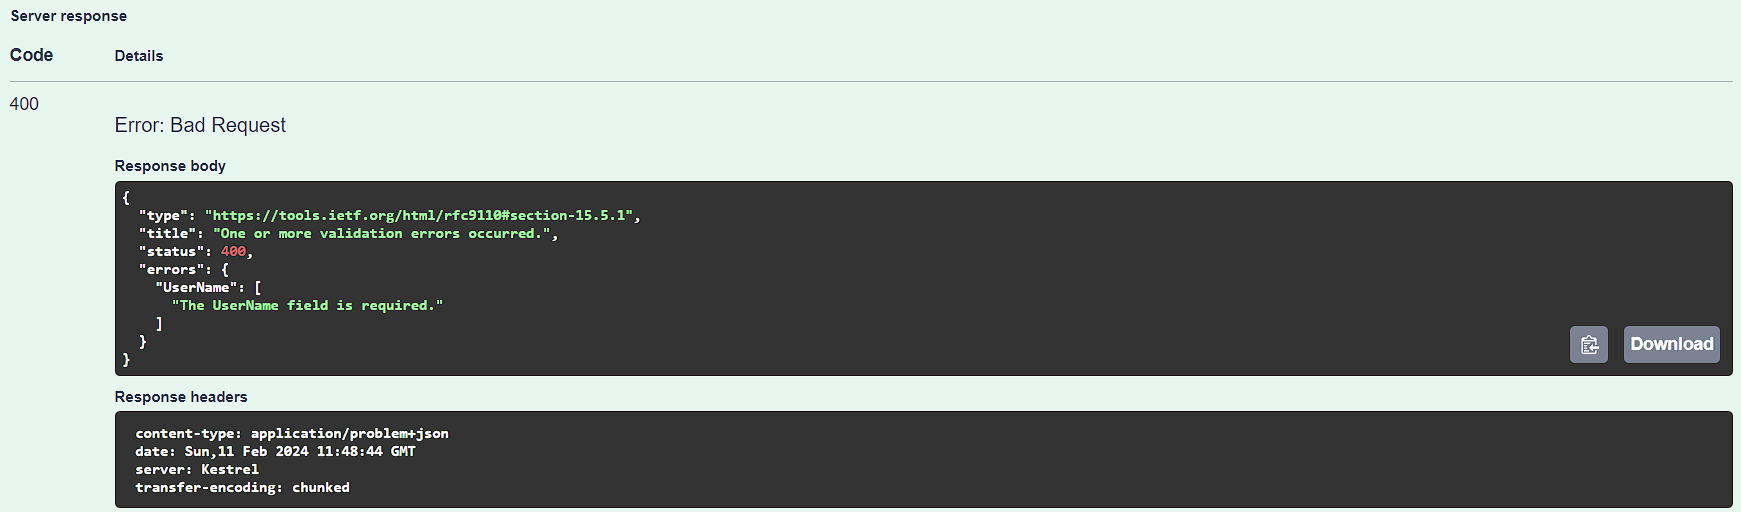 Server response
Code Details
400
Error: Bad Request
Response body
{
  "type": "https://tools.ietf.org/html/rfc9110#section-15.5.1",
  "title": "One or more validation errors occurred.",
  "status": 400,
  "errors": {
    "UserName": [
      "The UserName field is required."
    ]
  }
}
Download
Response headers
content-type: application/problem+json
date: Sun,11 Feb 2024 11:48:44 GMT
server: Kestrel
transfer-encoding: chunked